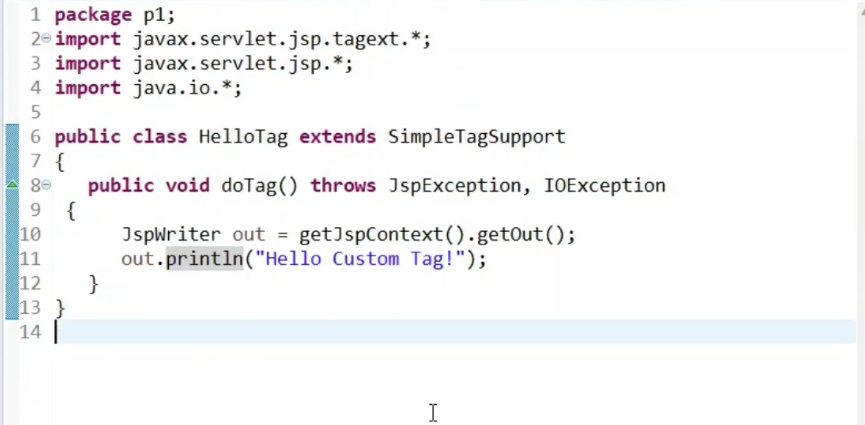 1 package p1;
2 import javax.servlet.jsp.tagext.*;
3 import javax.servlet.jsp.*;
4 import java.io.*;
5
6 public class HelloTag extends SimpleTagSupport
7 {
8 public void doTag() throws JspException, IOException
9 {
10 JspWriter out = getJspContext().getOut();
11 out.println("Hello Custom Tag!");
12 }
13 }
14